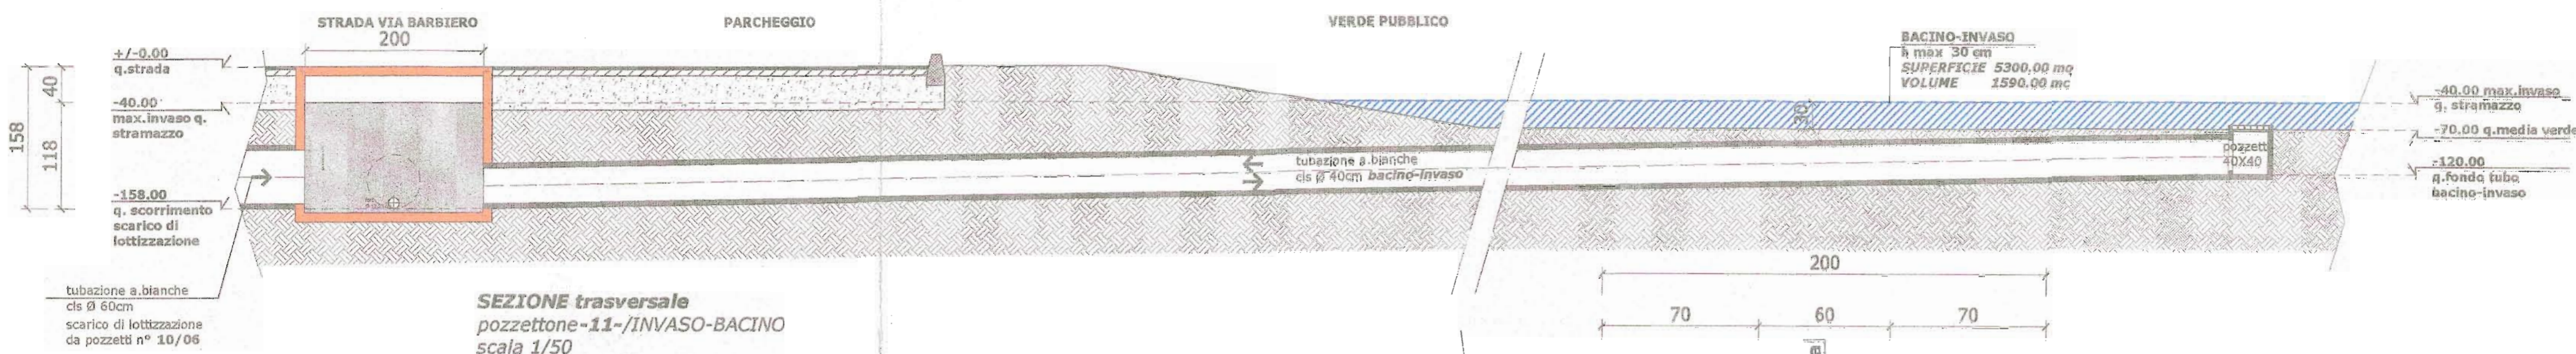 STRADA VIA BARBIERO
PARCHEGGIO
VERDE PUBBLICO
200
BACINO-INVASO
h max 30 cm
SUPERFICIE 5300.00 mq
VOLUME 1590.00 mc
+/-0.00
q.strada
40
-40.00
max.invaso q.
stramazzo
158
118
-158.00
q. scorrimento
scarico di
lottizzazione
30
-40.00 max.invaso
q. stramazzo
-70.00 q.media verde
-120.00
q.fondo tubo
bacino-invaso
tubazione a.bianche
cls Ø 40cm bacino-invaso
pozzett
40X40
tubazione a.bianche
cls Ø 60cm
scarico di lottizzazione
da pozzetti n° 10/06
SEZIONE trasversale
pozzettone-11-/INVASO-BACINO
scala 1/50
200
70
60
70